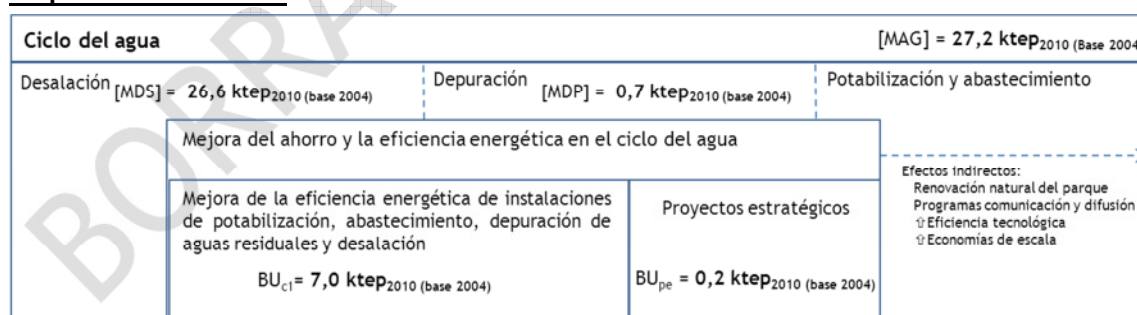 Ciclo del agua [MAG] = 27,2 ktep2010 (Base 2004
Desalación [MDS] = 26,6 ktep2010 (base 2004) Depuración [MDP] = 0,7 ktep2010 (base 2004) Potabilización y abastecimiento
Mejora del ahorro y la eficiencia energética en el ciclo del agua
Efectos indirectos:
Renovación natural del parque
Programas comunicación y difusión
⇧Eficiencia tecnológica
⇧Economías de escala
Mejora de la eficiencia energética de instalaciones
de potabilización, abastecimiento, depuración de
aguas residuales y desalación
BUc1= 7,0 ktep2010 (base 2004)
Proyectos estratégicos
BUpe = 0,2 ktep2010 (base 2004)
BORRA